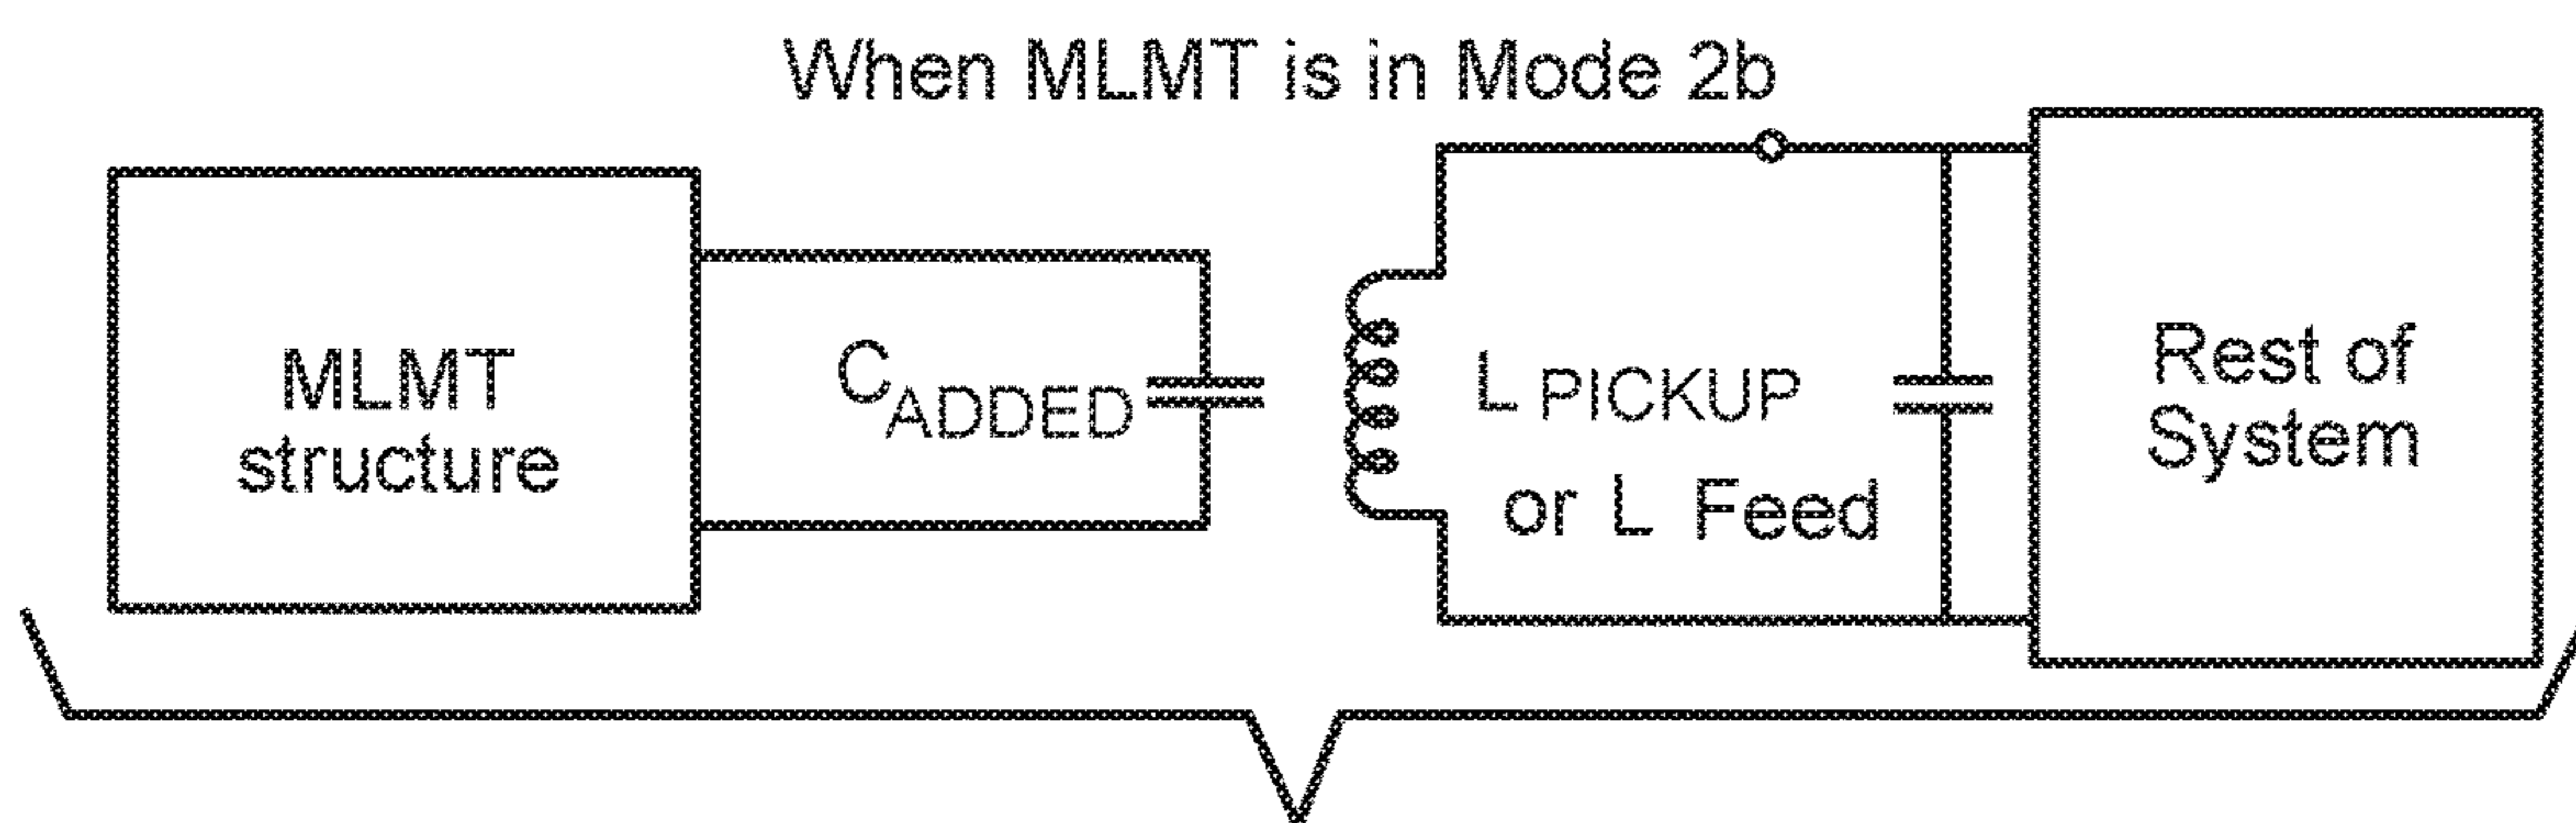 When MLMT is in Mode 2b
MLMT
structure
CADDED
L PICKUP
or L Feed
Rest of
System